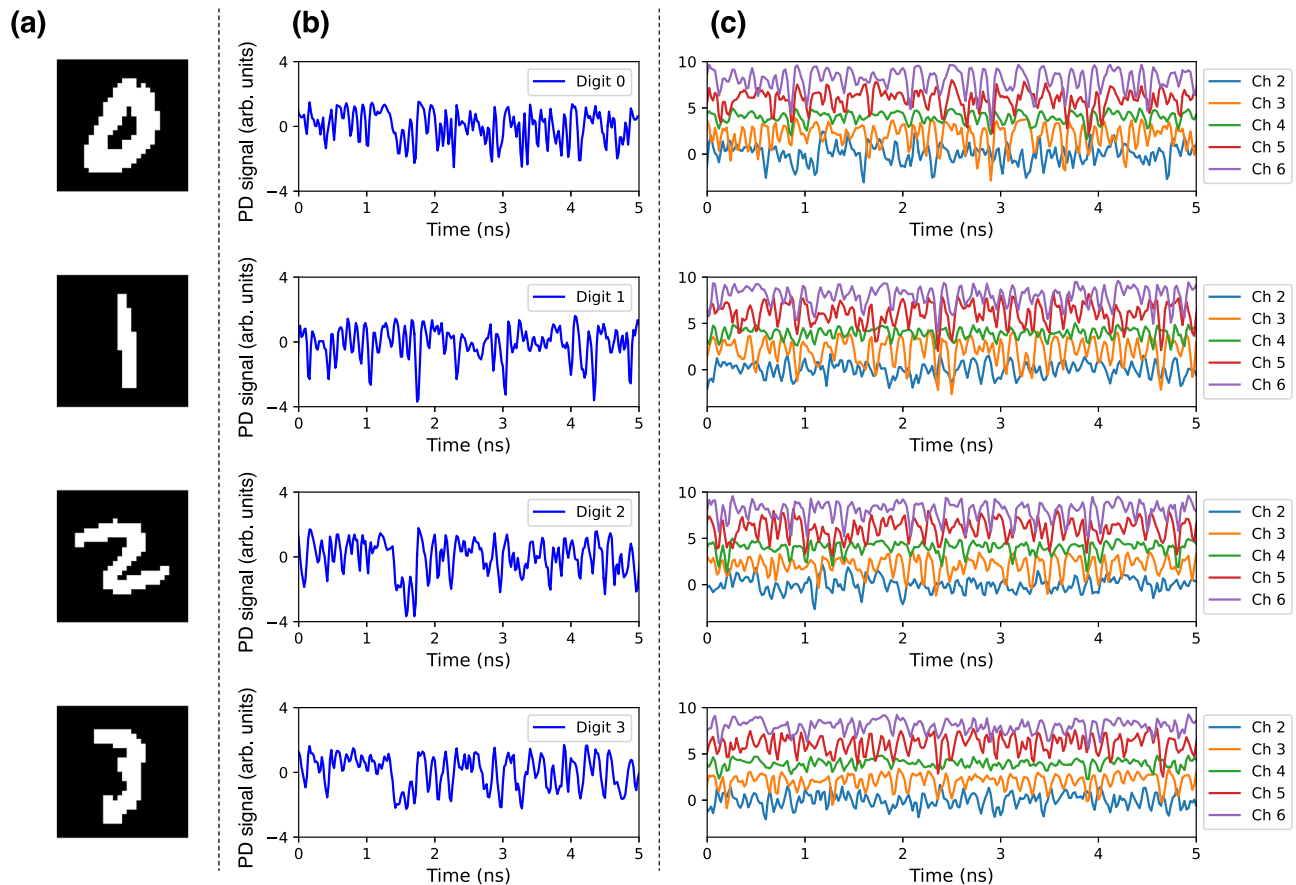 (a)
(b)
(c)
PD signal (arb. units)
4
0
−4
Digit 0
0 1 2 3 4 5
Time (ns)
10
5
0
0 1 2 3 4 5
Time (ns)
Ch 2
Ch 3
Ch 4
Ch 5
Ch 6
PD signal (arb. units)
4
0
−4
Digit 1
0 1 2 3 4 5
Time (ns)
10
5
0
0 1 2 3 4 5
Time (ns)
Ch 2
Ch 3
Ch 4
Ch 5
Ch 6
PD signal (arb. units)
4
0
−4
Digit 2
0 1 2 3 4 5
Time (ns)
10
5
0
0 1 2 3 4 5
Time (ns)
Ch 2
Ch 3
Ch 4
Ch 5
Ch 6
PD signal (arb. units)
4
0
−4
Digit 3
0 1 2 3 4 5
Time (ns)
10
5
0
0 1 2 3 4 5
Time (ns)
Ch 2
Ch 3
Ch 4
Ch 5
Ch 6
0
1
2
3